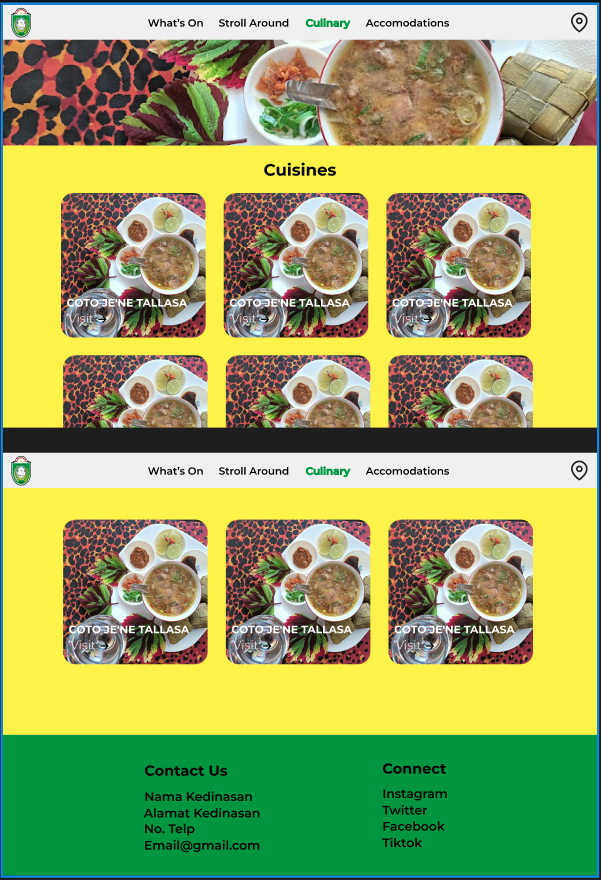 What's On Stroll Around Culinary Accomodations
Cuisines
COTO JE'NE TALLASA COTO JE'NE TALLASA COTO JE'NE TALLASA
Visit Visit Visit
What's On Stroll Around Culinary Accomodations
COTO JE'NE TALLASA COTO JE'NE TALLASA COTO JE'NE TALLASA
Visit Visit Visit
Contact Us
Nama Kedinasan
Alamat Kedinasan
No. Telp
Email@gmail.com
Connect
Instagram
Twitter
Facebook
Tiktok